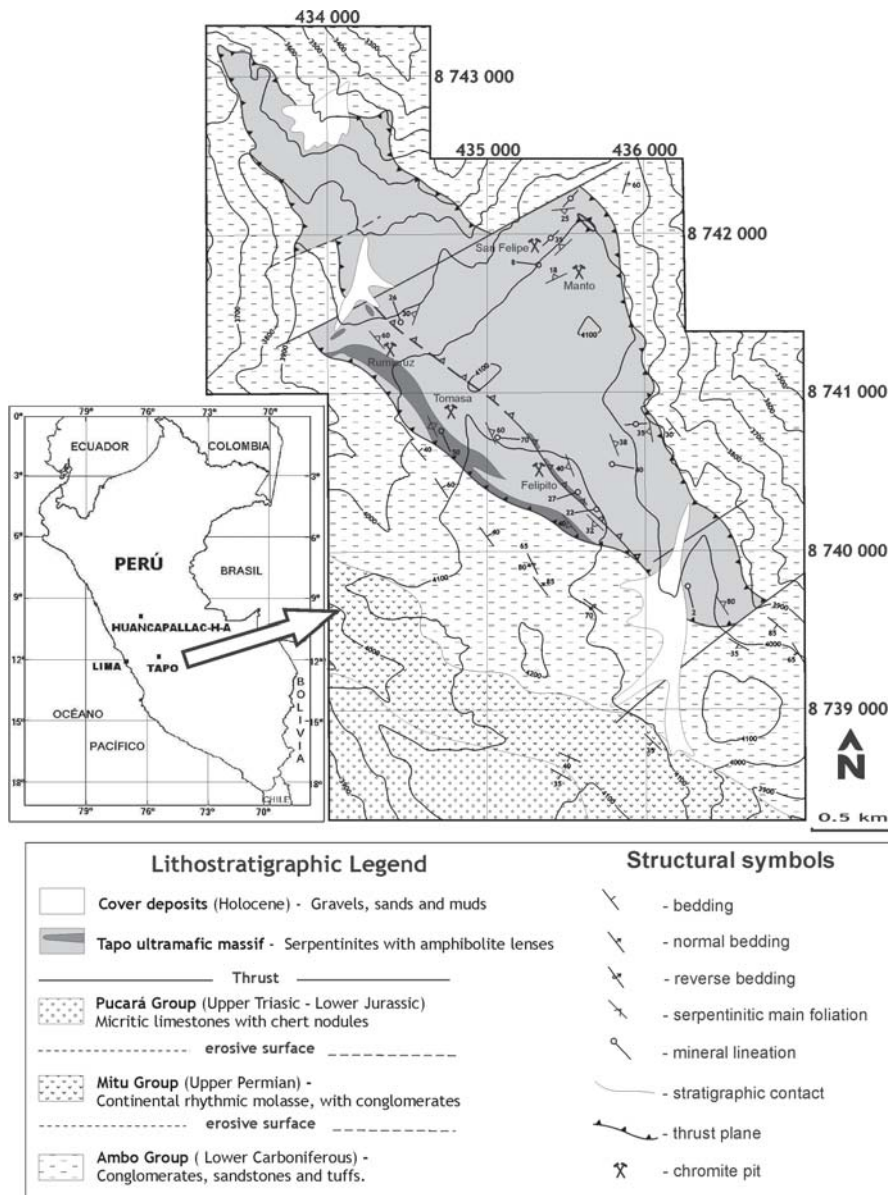 434 000
8 743 000
435 000
436 000
8 742 000
San Felipe
Manto
Rumicruz
8 741 000
Tomasa
Felipito
8 740 000
8 739 000
N
0.5 km
79° 76° 73° 70°
0°
3°
6°
9°
12°
15°
18°
ECUADOR
COLOMBIA
PERÚ
BRASIL
HUANCAPALLAC-H-A
LIMA
TAPO
OCÉANO
PACÍFICO
BOLIVIA
CHILE
79° 76° 73° 70°
Lithostratigraphic Legend
Cover deposits (Holocene) - Gravels, sands and muds
Tapo ultramafic massif - Serpentinites with amphibolite lenses
Thrust
Pucará Group (Upper Triasic - Lower Jurassic)
Micritic limestones with chert nodules
erosive surface
Mitu Group (Upper Permian) -
Continental rhythmic molasse, with conglomerates
erosive surface
Ambo Group ( Lower Carboniferous) -
Conglomerates, sandstones and tuffs.
Structural symbols
- bedding
- normal bedding
- reverse bedding
- serpentinitic main foliation
- mineral lineation
- stratigraphic contact
- thrust plane
- chromite pit